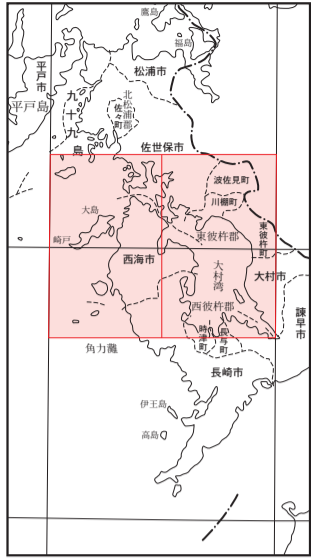 鷹島
福島
平戸市
松浦市
平戸島
北松浦郡
佐々町
九十九島
佐世保市
波佐見町
川棚町
大島
東彼杵郡
東彼杵町
崎戸
西海市
大村湾
大村市
西彼杵郡
諫早市
時津町
長与町
角力灘
長崎市
伊王島
高島